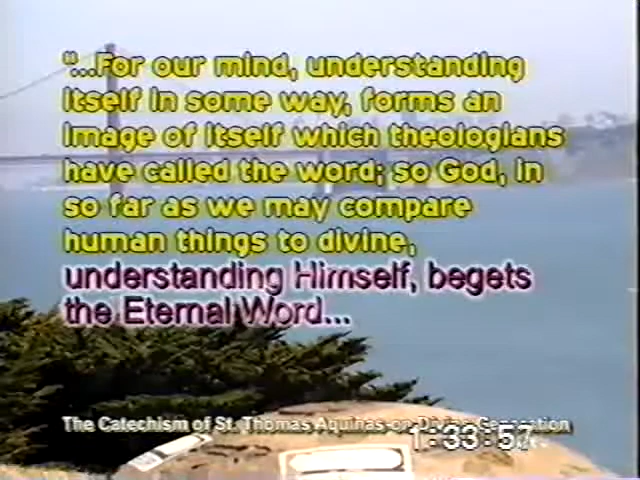 "...For our mind, understanding
itself in some way, forms an
image of itself which theologians
have called the word; so God, in
so far as we may compare
human things to divine,
understanding Himself, begets
the Eternal Word...
The Catechism of St. Thomas Aquinas on Divine Generation
1:33:57